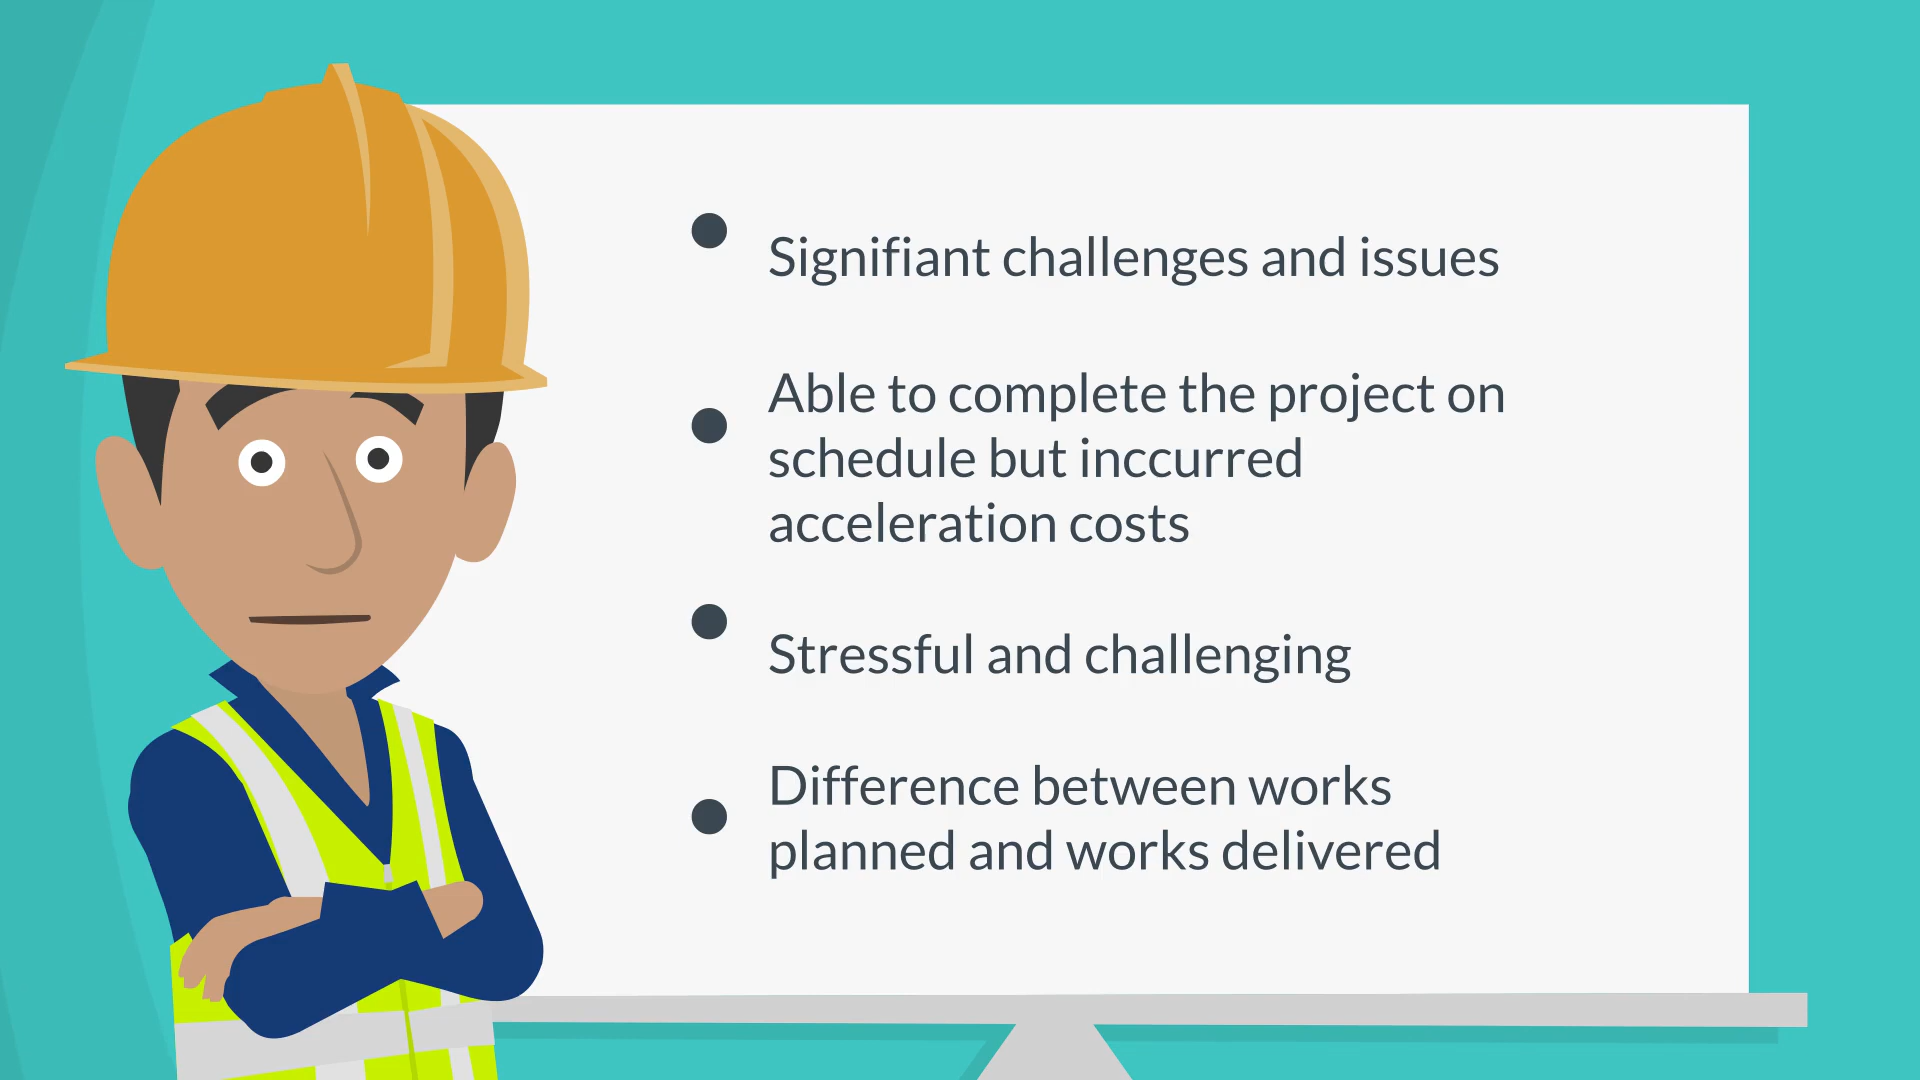 Signifiant challenges and issues
Able to complete the project on
schedule but inccurred
acceleration costs
Stressful and challenging
Difference between works
planned and works delivered